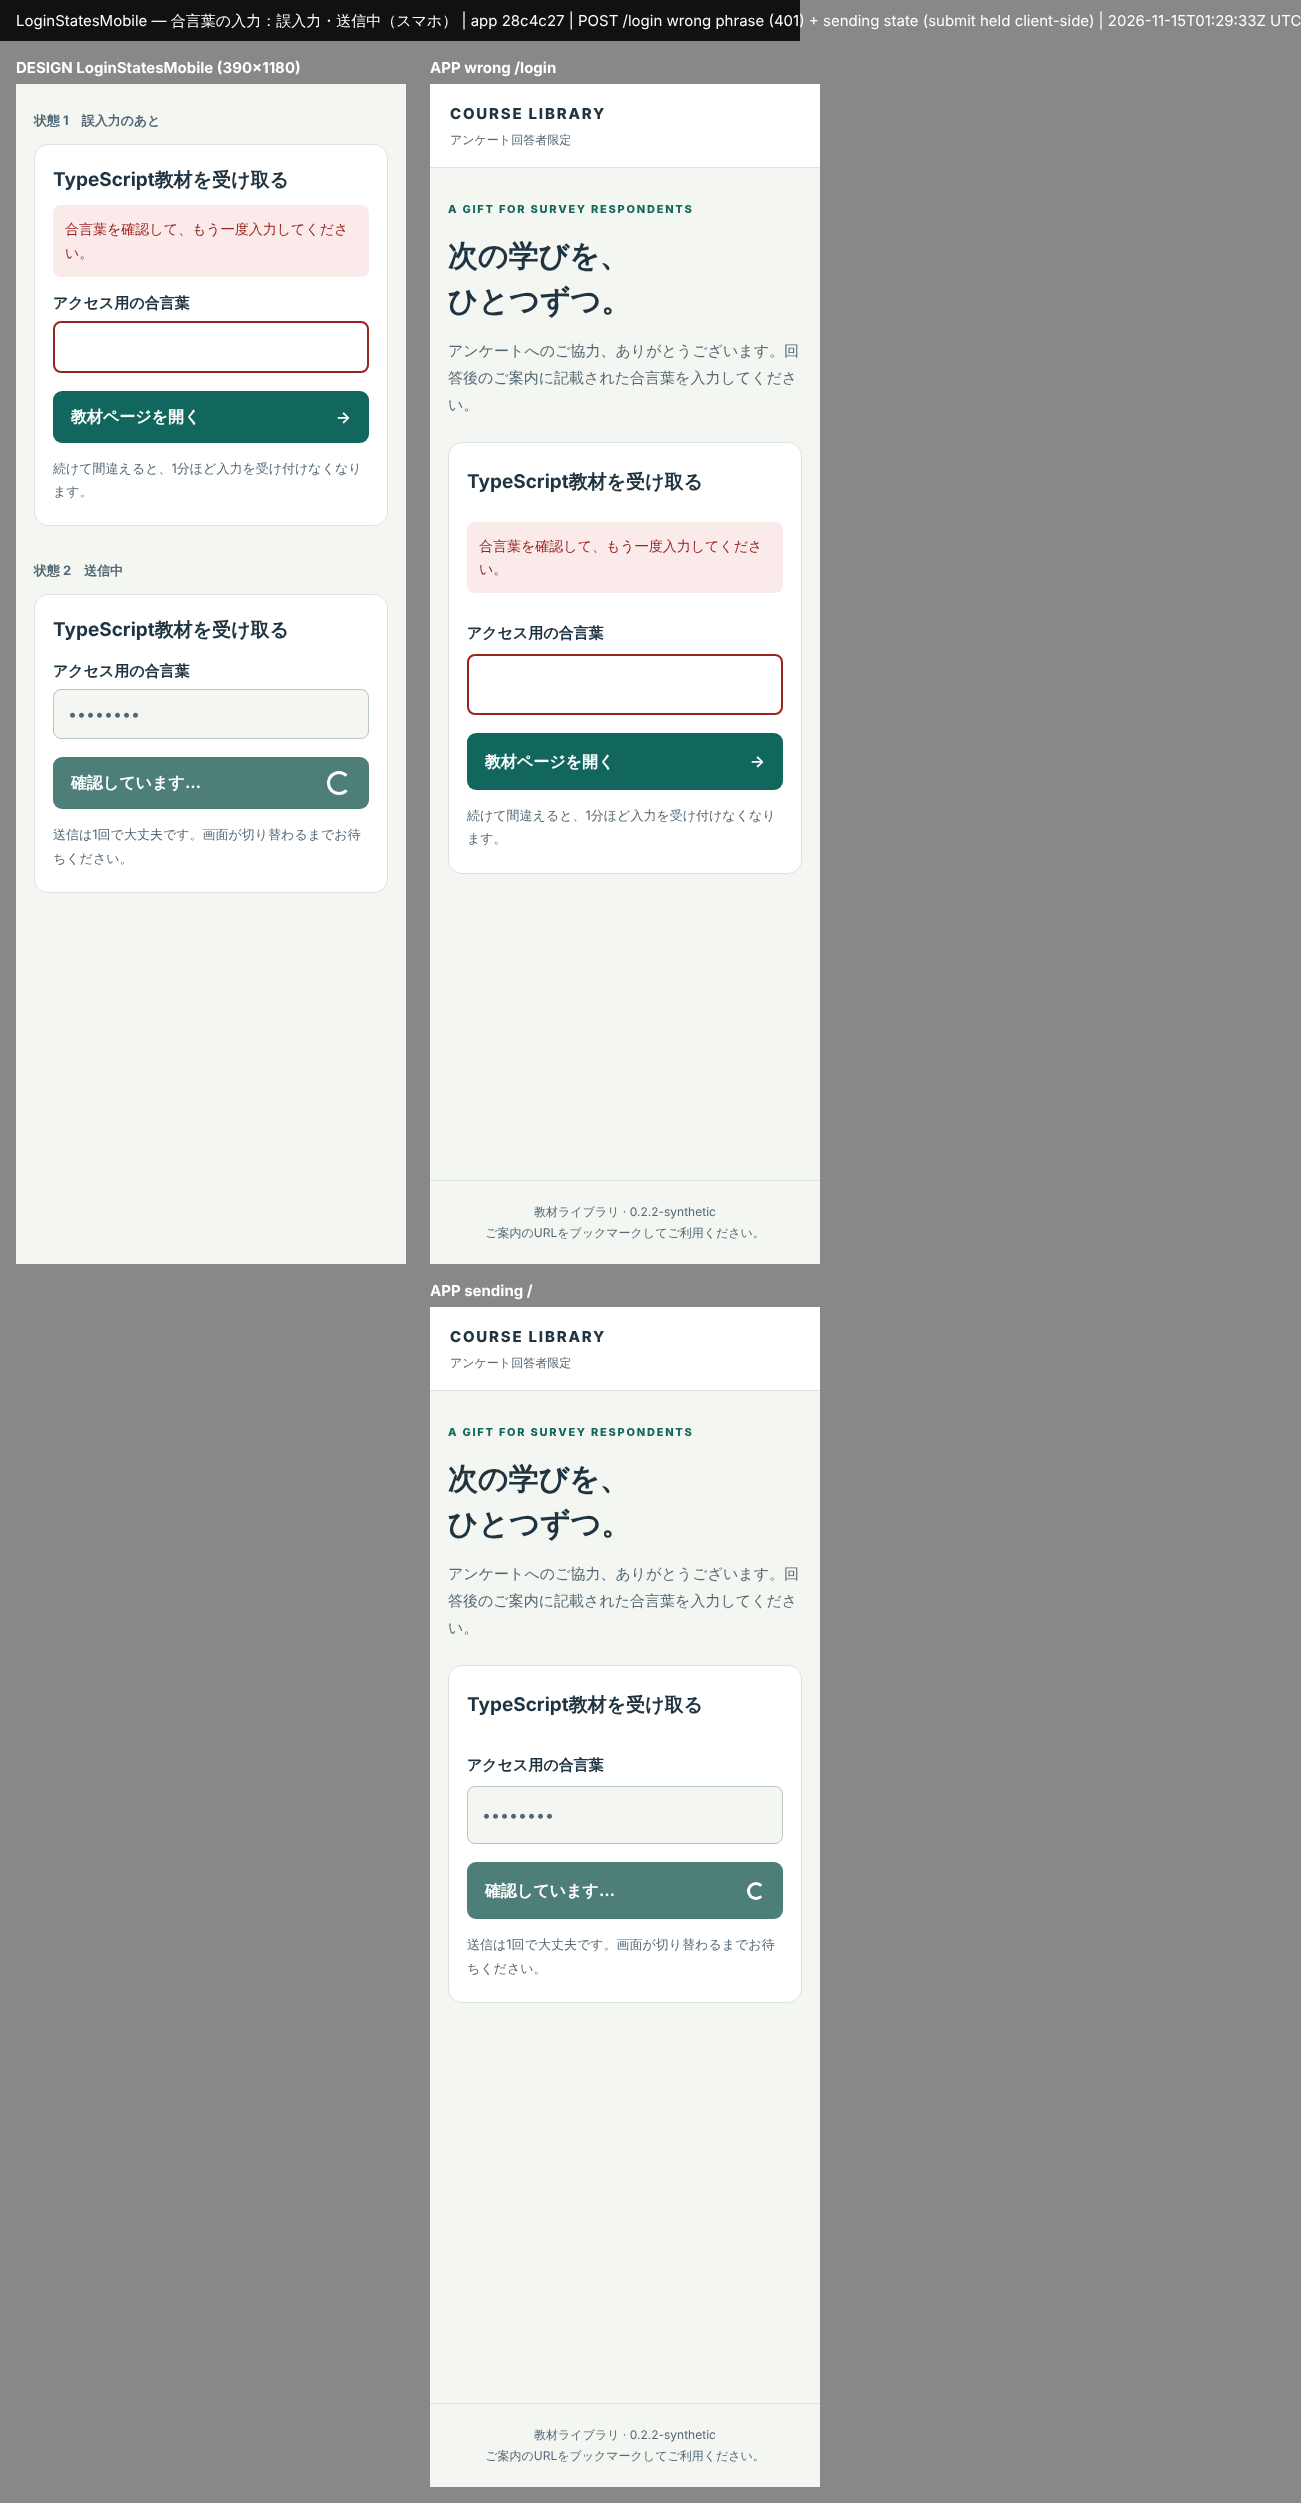 LoginStatesMobile — 合言葉の入力：誤入力・送信中（スマホ） | app 28c4c27 | POST /login wrong phrase (401) + sending state (submit held client-side) | 2026-11-15T01:29:33Z UTC
DESIGN LoginStatesMobile (390×1180)
状態 1　誤入力のあと
TypeScript教材を受け取る
合言葉を確認して、もう一度入力してくださ
い。
アクセス用の合言葉
教材ページを開く →
続けて間違えると、1分ほど入力を受け付けなくなり
ます。
状態 2　送信中
TypeScript教材を受け取る
アクセス用の合言葉
••••••••
確認しています…
送信は1回で大丈夫です。画面が切り替わるまでお待
ちください。
APP wrong /login
COURSE LIBRARY
アンケート回答者限定
A GIFT FOR SURVEY RESPONDENTS
次の学びを、
ひとつずつ。
アンケートへのご協力、ありがとうございます。回
答後のご案内に記載された合言葉を入力してくださ
い。
TypeScript教材を受け取る
合言葉を確認して、もう一度入力してくださ
い。
アクセス用の合言葉
教材ページを開く →
続けて間違えると、1分ほど入力を受け付けなくなり
ます。
教材ライブラリ · 0.2.2-synthetic
ご案内のURLをブックマークしてご利用ください。
APP sending /
COURSE LIBRARY
アンケート回答者限定
A GIFT FOR SURVEY RESPONDENTS
次の学びを、
ひとつずつ。
アンケートへのご協力、ありがとうございます。回
答後のご案内に記載された合言葉を入力してくださ
い。
TypeScript教材を受け取る
アクセス用の合言葉
••••••••
確認しています…
送信は1回で大丈夫です。画面が切り替わるまでお待
ちください。
教材ライブラリ · 0.2.2-synthetic
ご案内のURLをブックマークしてご利用ください。